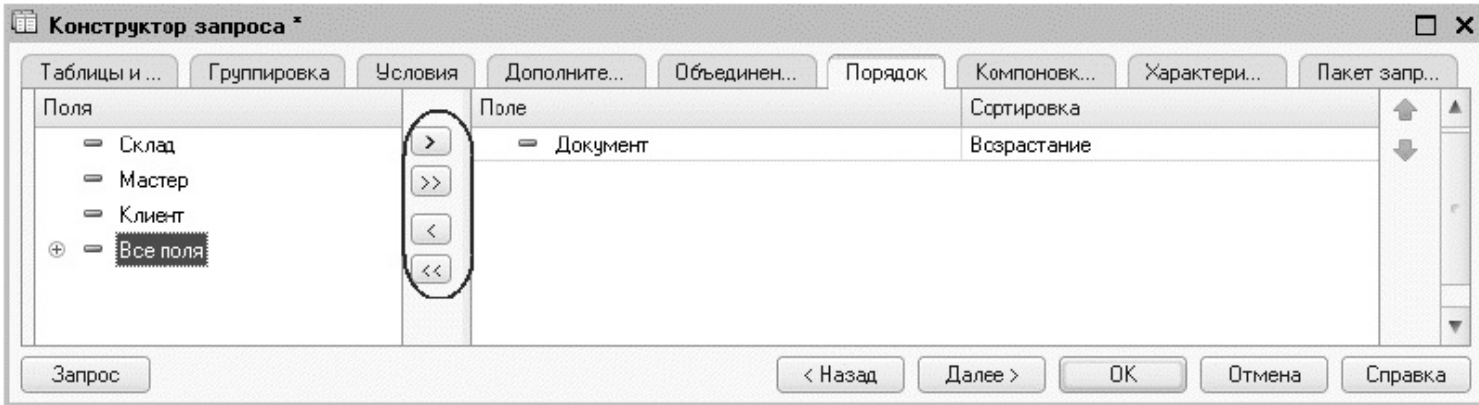 Конструктор запроса *
Таблицы и ... Группировка Условия Дополните... Объединен... Порядок Компоновк... Характери... Пакет запр...
Поля Поле Сортировка
Склад > Документ Возрастание
Мастер >>
Клиент <
Все поля <<
Запрос < Назад Далее > OK Отмена Справка